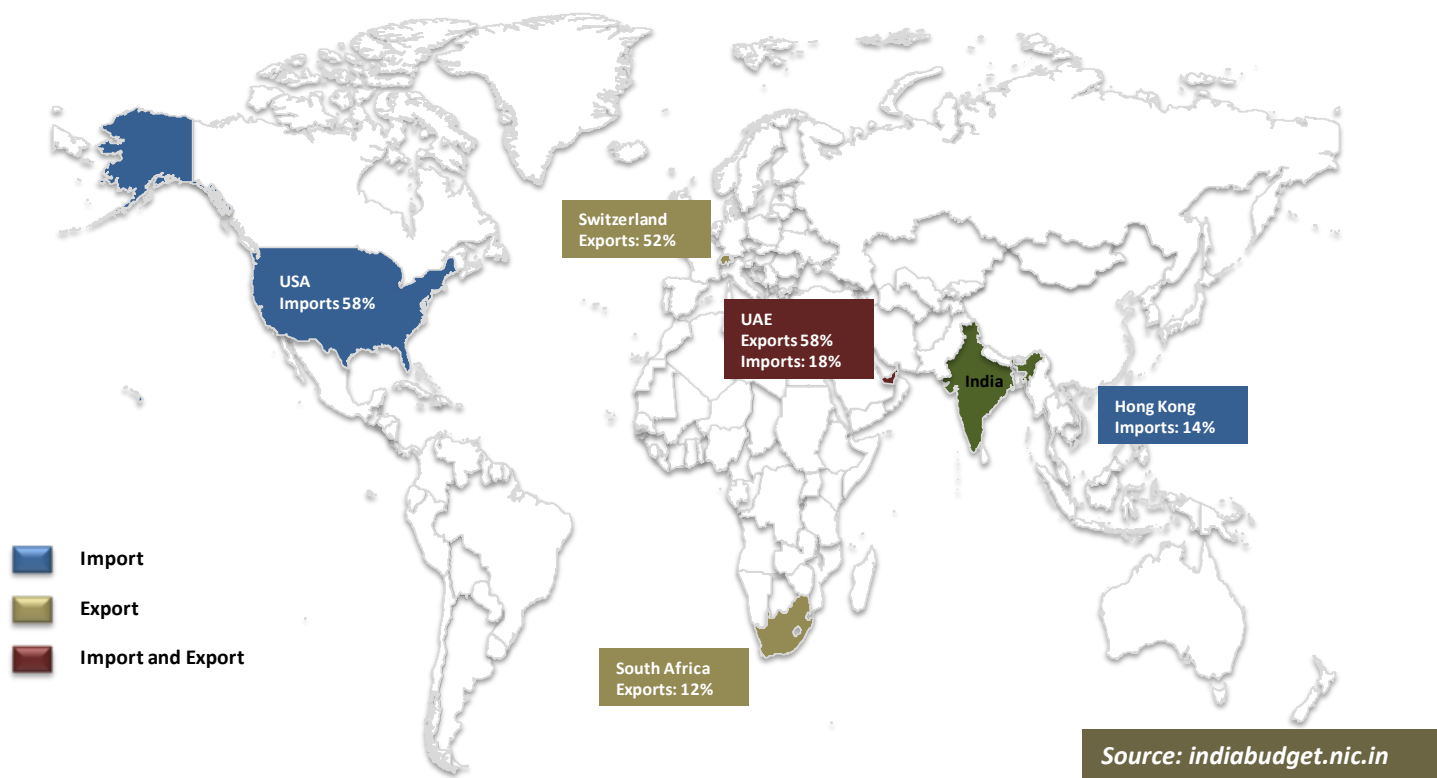 Switzerland
Exports: 52%
USA
Imports 58%
UAE
Exports 58%
Imports: 18%
India
Hong Kong
Imports: 14%
Import
Export
Import and Export
South Africa
Exports: 12%
Source: indiabudget.nic.in